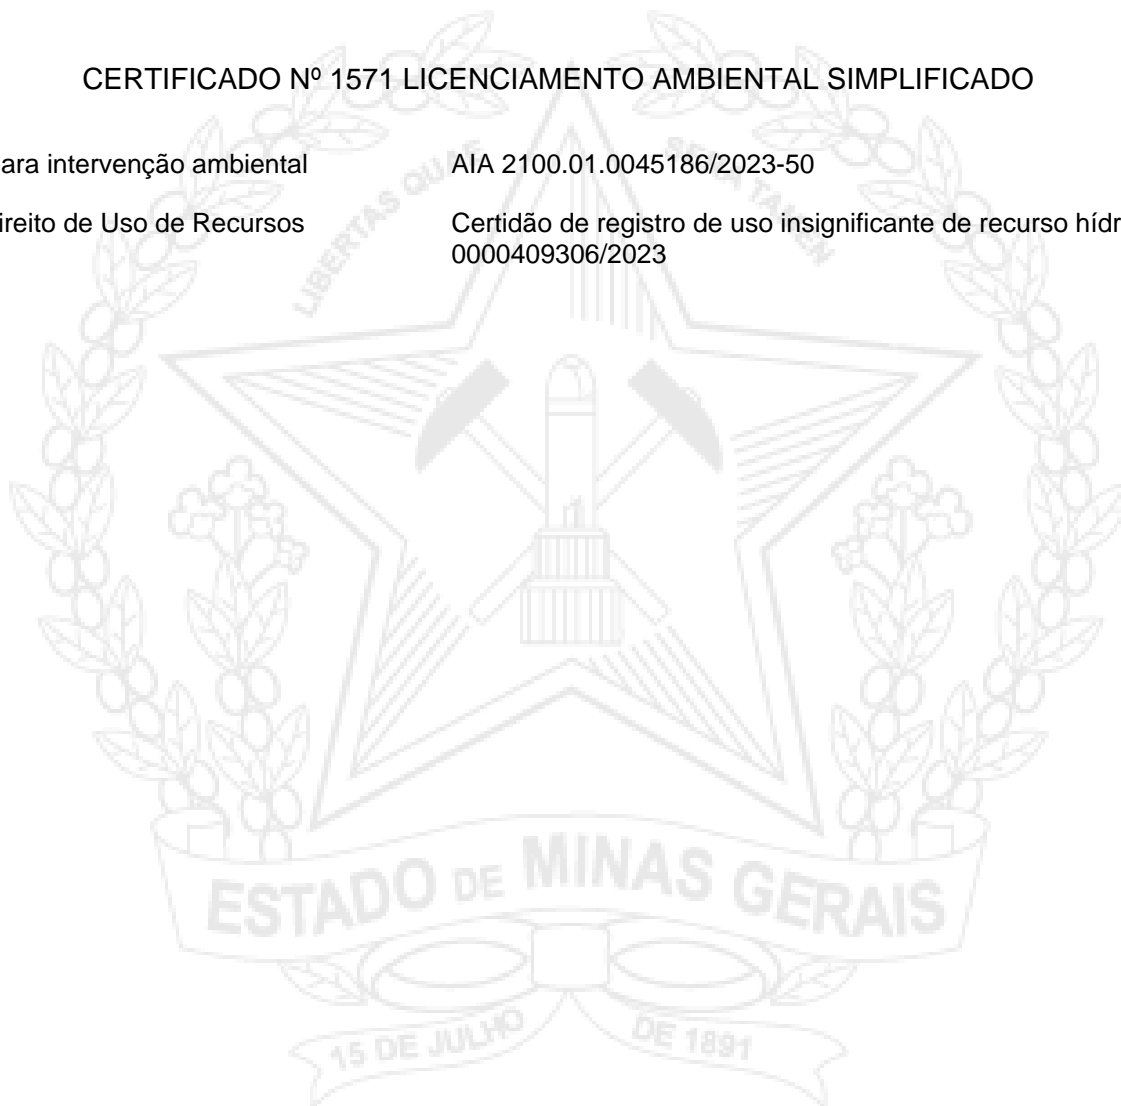 CERTIFICADO Nº 1571 LICENCIAMENTO AMBIENTAL SIMPLIFICADO
ara intervenção ambiental AIA 2100.01.0045186/2023-50
ireito de Uso de Recursos Certidão de registro de uso insignificante de recurso hídr
0000409306/2023
LIBERTAS QUAE SERA TAMEN
ESTADO DE MINAS GERAIS
15 DE JULHO DE 1891